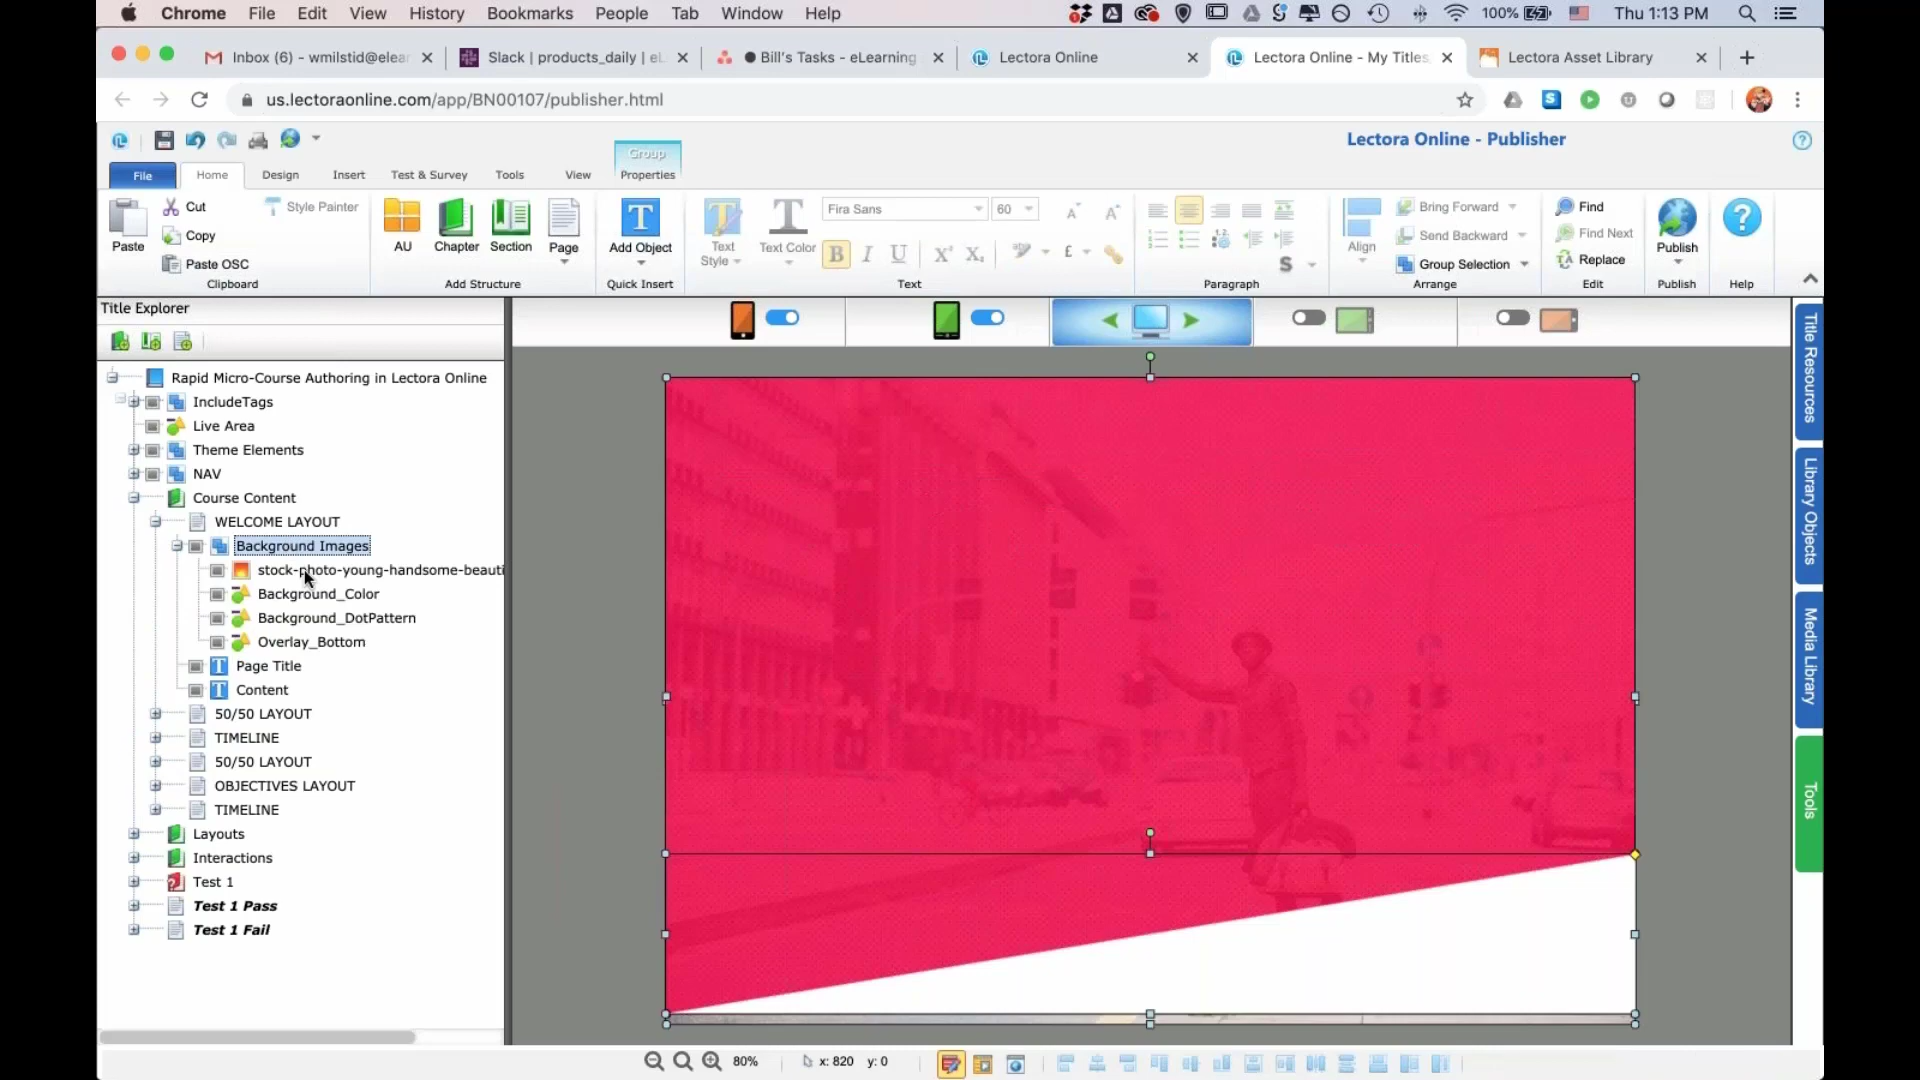 Chrome File Edit View History Bookmarks People Tab Window Help 100% Thu 1:13 PM
Inbox (6) - wmilstid@elear Slack | products_daily | eL ● Bill's Tasks - eLearning Lectora Online Lectora Online - My Titles, Lectora Asset Library
us.lectoraonline.com/app/BN00107/publisher.html
Lectora Online - Publisher
Group
File Home Design Insert Test & Survey Tools View Properties
Paste Cut Copy Paste OSC Style Painter
Clipboard
AU Chapter Section Page
Add Structure
Add Object
Quick Insert
Text Style Text Color Fira Sans 60 B I U
Text
Paragraph
Align Bring Forward Send Backward Group Selection
Arrange
Find Find Next Replace
Edit
Publish
Publish
Help
Title Explorer
Rapid Micro-Course Authoring in Lectora Online
IncludeTags
Live Area
Theme Elements
NAV
Course Content
WELCOME LAYOUT
Background Images
stock-photo-young-handsome-beauti
Background_Color
Background_DotPattern
Overlay_Bottom
Page Title
Content
50/50 LAYOUT
TIMELINE
50/50 LAYOUT
OBJECTIVES LAYOUT
TIMELINE
Layouts
Interactions
Test 1
Test 1 Pass
Test 1 Fail
Title Resources
Library Objects
Media Library
Tools
80% x: 820 y: 0